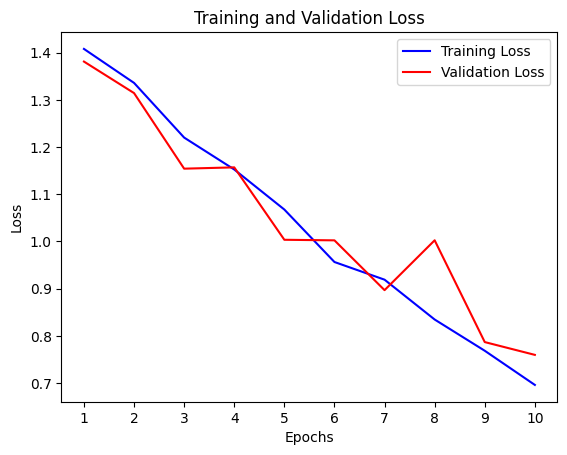 Training and Validation Loss
Training Loss
Validation Loss
Loss
1.4
1.3
1.2
1.1
1.0
0.9
0.8
0.7
1 2 3 4 5 6 7 8 9 10
Epochs